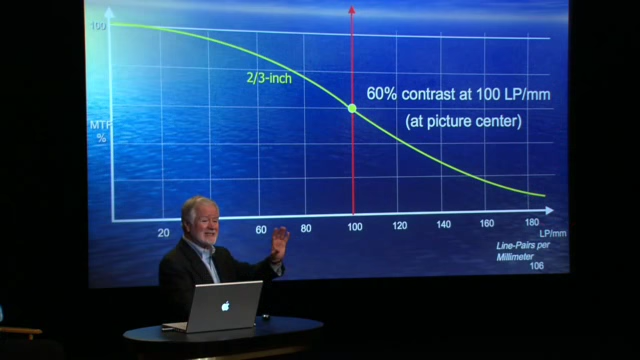 100
2/3-inch
60% contrast at 100 LP/mm
(at picture center)
MTF
%
20
40
60
80
100
120
140
160
180
LP/mm
Line-Pairs per
Millimeter
106